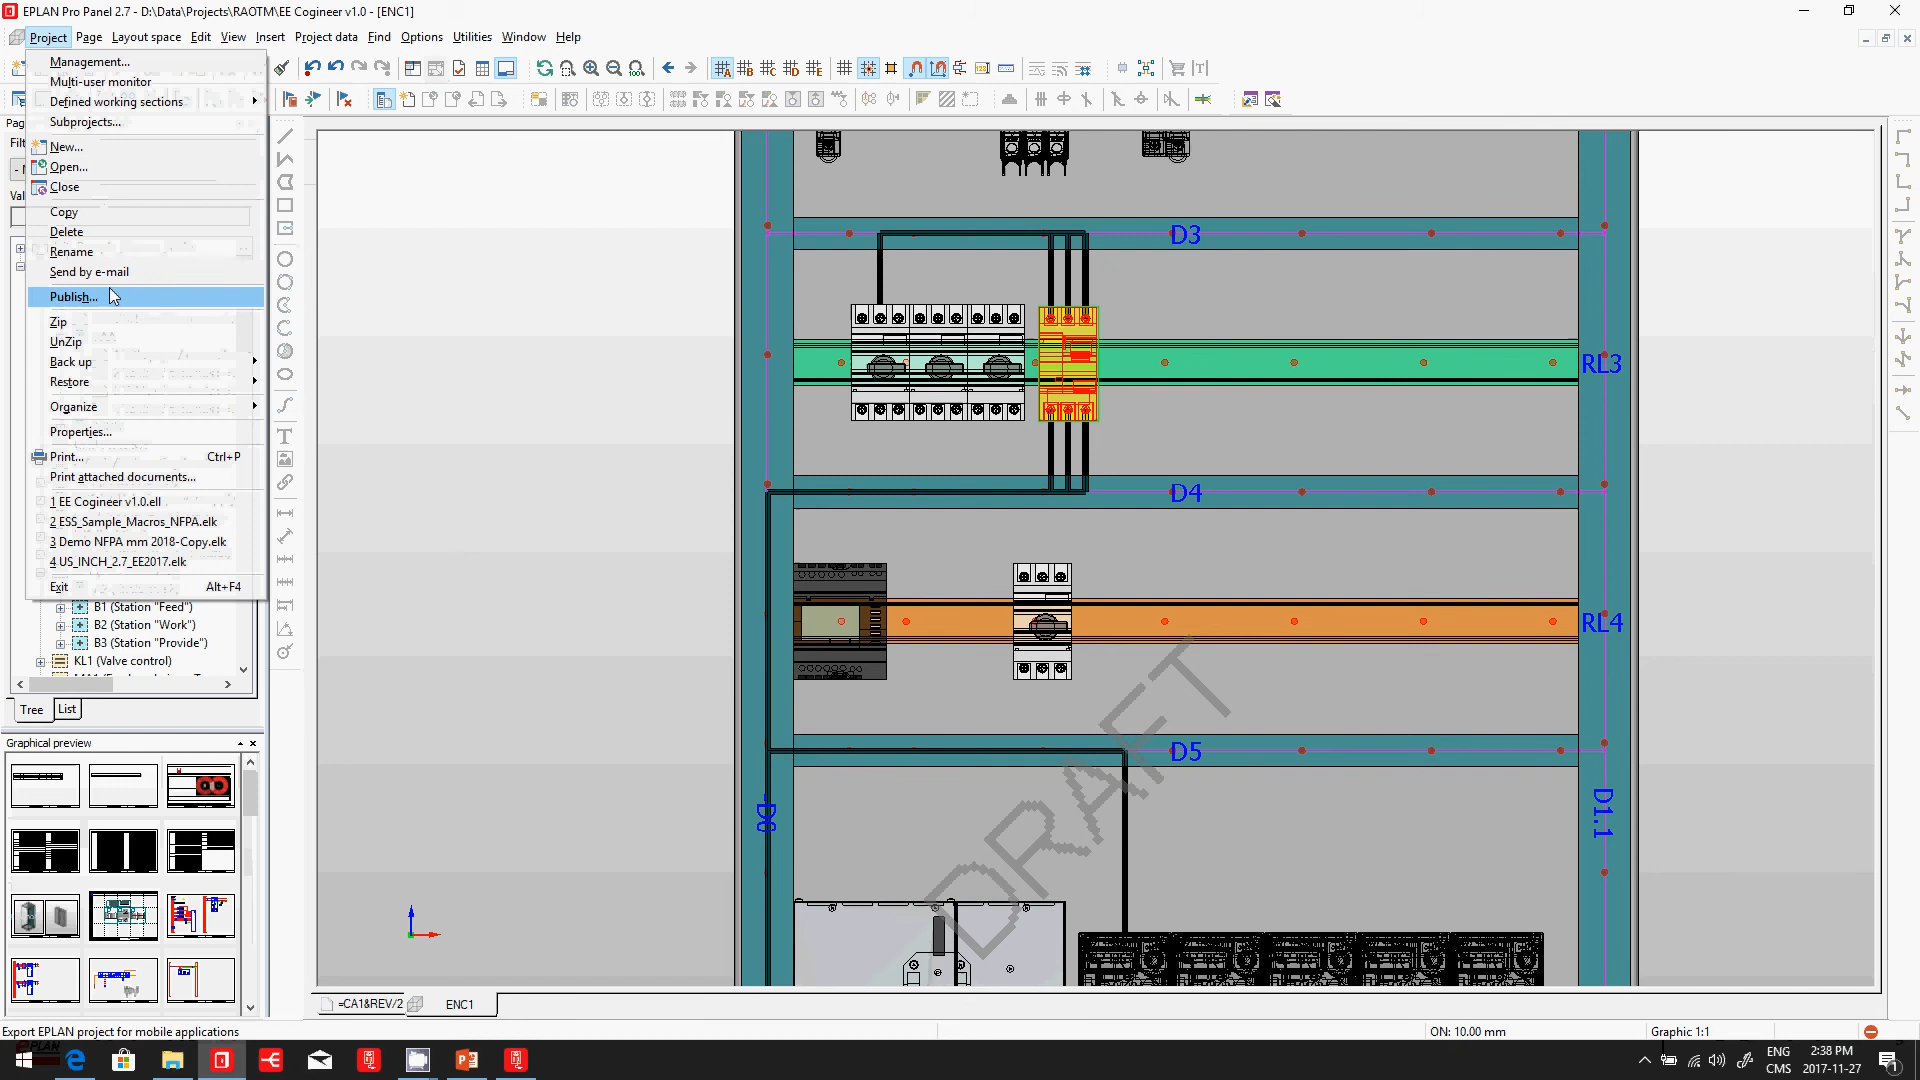 EPLAN Pro Panel 2.7 - D:\Data\Projects\RAOTM\EE Cogineer v1.0 - [ENC1]
Project Page Layout space Edit View Insert Project data Find Options Utilities Window Help
Management...
Multi-user monitor
Defined working sections
Subprojects...
New...
Open...
Close
Copy
Delete
Rename
Send by e-mail
Publish...
Zip
UnZip
Back up
Restore
Organize
Properties...
Print... Ctrl+P
Print attached documents...
1 EE Cogineer v1.0.ell
2 ESS_Sample_Macros_NFPA.elk
3 Demo NFPA mm 2018-Copy.elk
4 US_INCH_2.7_EE2017.elk
Exit Alt+F4
B1 (Station "Feed")
B2 (Station "Work")
B3 (Station "Provide")
KL1 (Valve control)
Tree List
Graphical preview
D3
RL3
D4
RL4
D5
D1.1
DRAFT
=CA1&REV/2 ENC1
Export EPLAN project for mobile applications
ON: 10.00 mm
Graphic 1:1
ENG
CMS
2:38 PM
2017-11-27